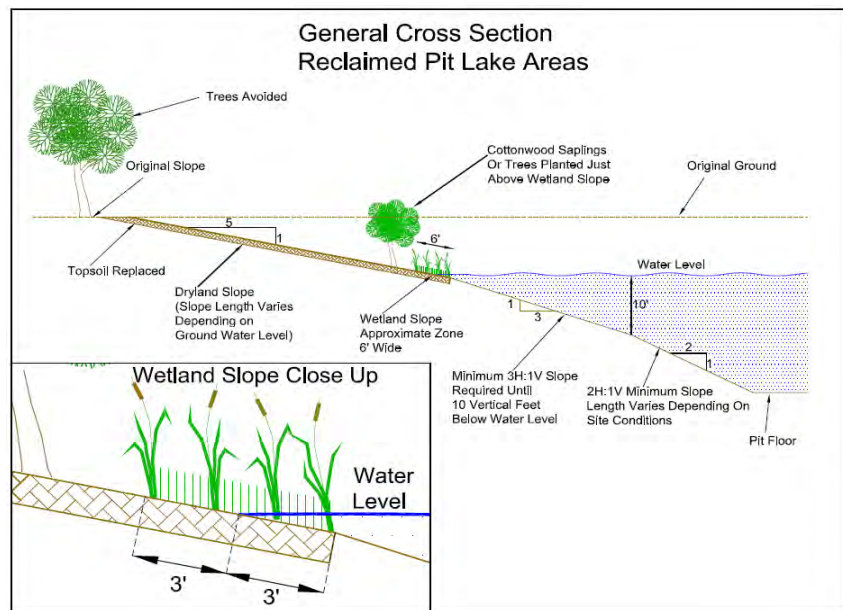 General Cross Section
Reclaimed Pit Lake Areas
Trees Avoided
Original Slope
Cottonwood Saplings
Or Trees Planted Just
Above Wetland Slope
Original Ground
5
1
6'
Topsoil Replaced
Water Level
Dryland Slope
(Slope Length Varies
Depending on
Ground Water Level)
Wetland Slope
Approximate Zone
6' Wide
1
3
10'
2
1
Minimum 3H:1V Slope
Required Until
10 Vertical Feet
Below Water Level
2H:1V Minimum Slope
Length Varies Depending On
Site Conditions
Pit Floor
Wetland Slope Close Up
Water
Level
3'
3'